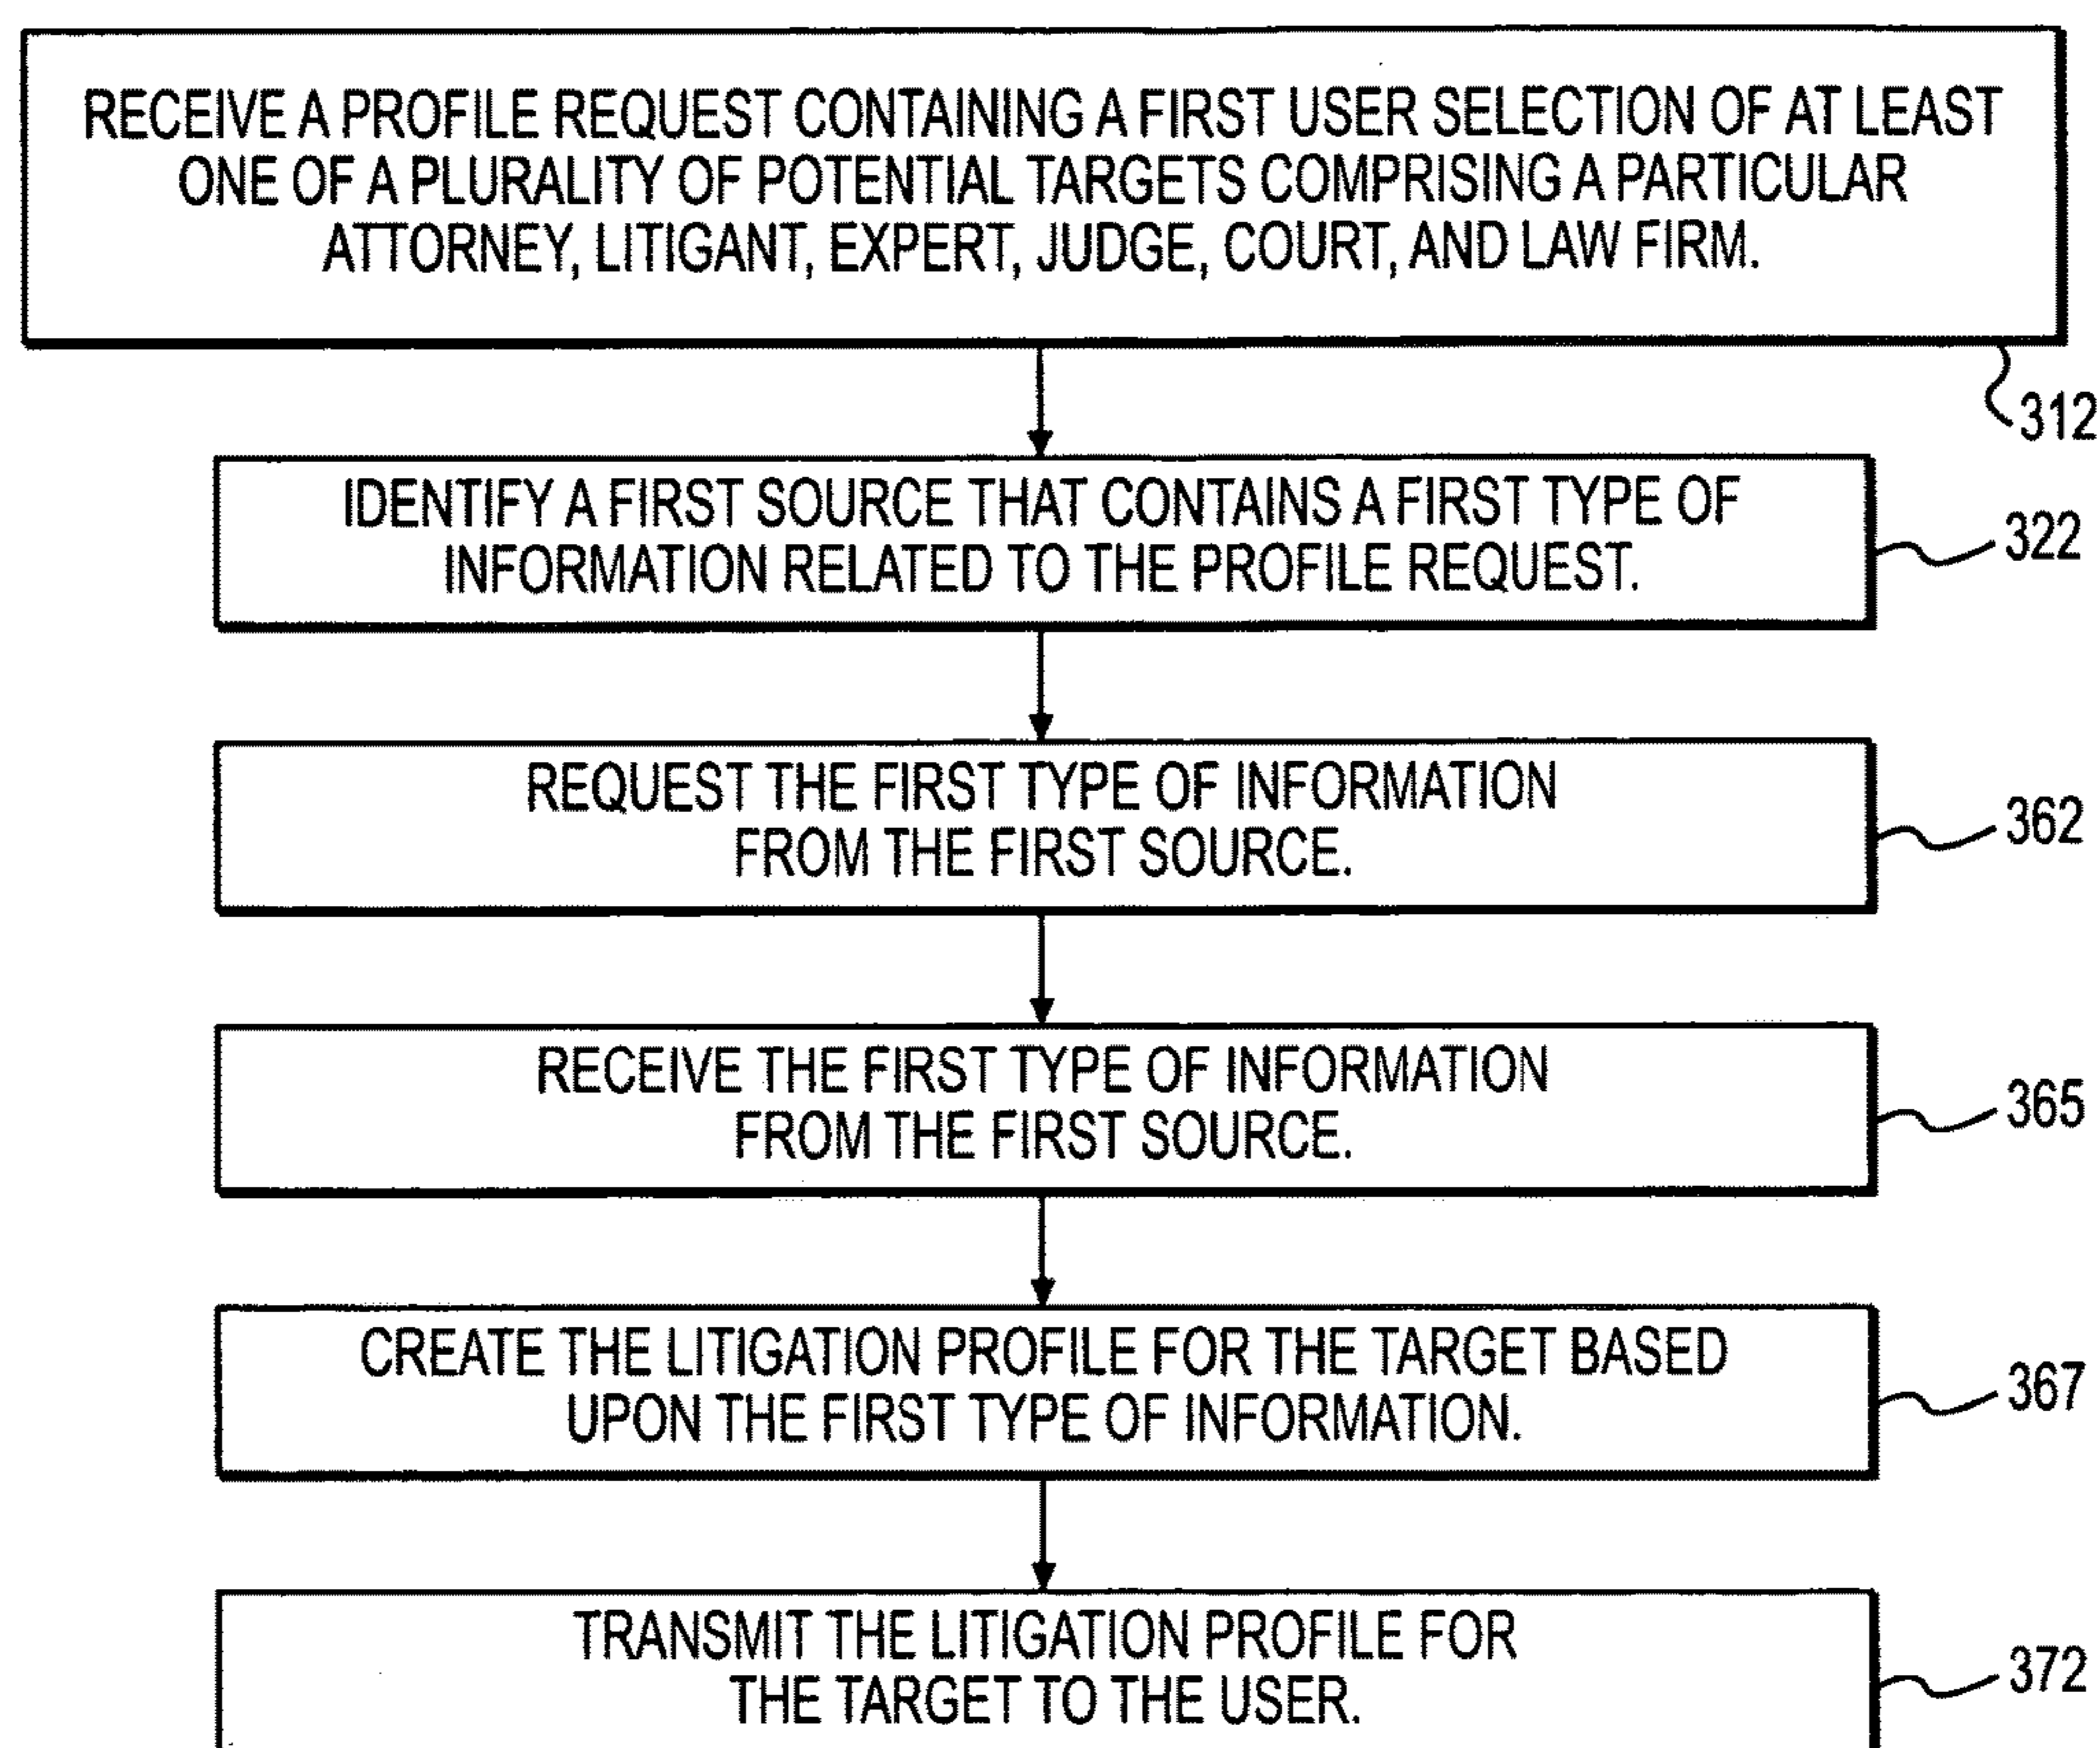 RECEIVE A PROFILE REQUEST CONTAINING A FIRST USER SELECTION OF AT LEAST
ONE OF A PLURALITY OF POTENTIAL TARGETS COMPRISING A PARTICULAR
ATTORNEY, LITIGANT, EXPERT, JUDGE, COURT, AND LAW FIRM.
312
IDENTIFY A FIRST SOURCE THAT CONTAINS A FIRST TYPE OF
INFORMATION RELATED TO THE PROFILE REQUEST.
322
REQUEST THE FIRST TYPE OF INFORMATION
FROM THE FIRST SOURCE.
362
RECEIVE THE FIRST TYPE OF INFORMATION
FROM THE FIRST SOURCE.
365
CREATE THE LITIGATION PROFILE FOR THE TARGET BASED
UPON THE FIRST TYPE OF INFORMATION.
367
TRANSMIT THE LITIGATION PROFILE FOR
THE TARGET TO THE USER.
372